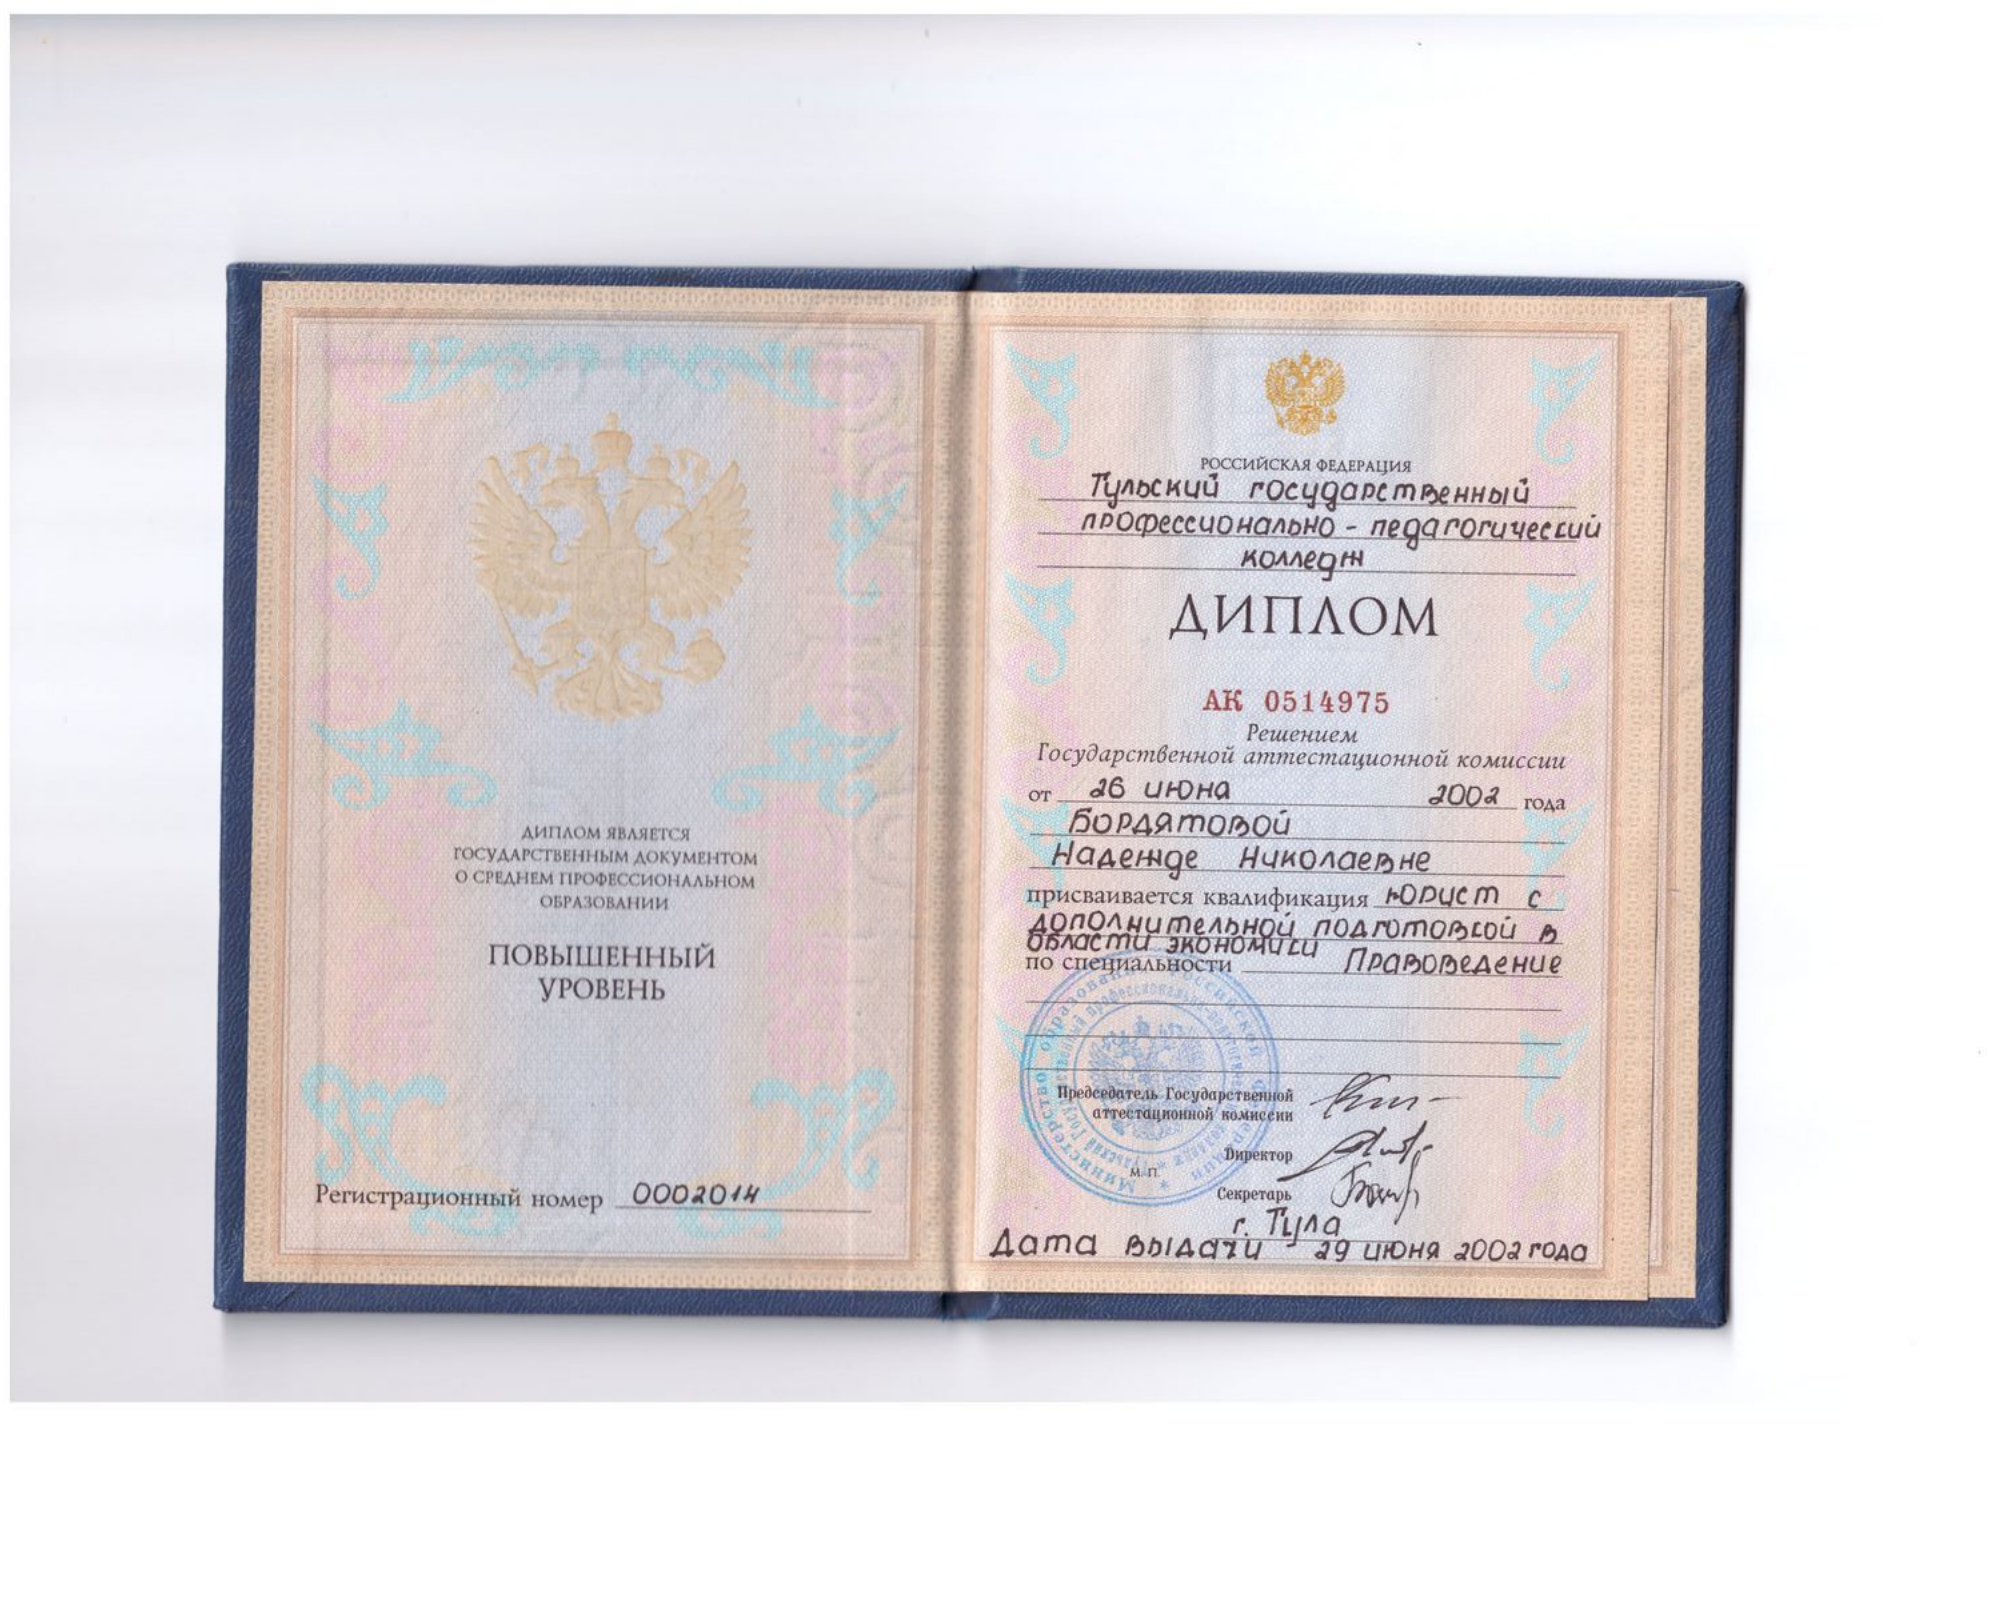 ДИПЛОМ ЯВЛЯЕТСЯ
ГОСУДАРСТВЕННЫМ ДОКУМЕНТОМ
О СРЕДНЕМ ПРОФЕССИОНАЛЬНОМ
ОБРАЗОВАНИИ
ПОВЫШЕННЫЙ
УРОВЕНЬ
Регистрационный номер 0002014
РОССИЙСКАЯ ФЕДЕРАЦИЯ
Тульский государственный
профессионально - педагогический
колледж
ДИПЛОМ
АК 0514975
Решением
Государственной аттестационной комиссии
от 26 июня 2002 года
Бордятовой
Надежде Николаевне
присваивается квалификация юрист с
дополнительной подготовкой в
области экономики
по специальности Правоведение
Председатель Государственной
аттестационной комиссии
Директор
М. П.
Секретарь
г. Тула
Дата выдачи 29 июня 2002 года